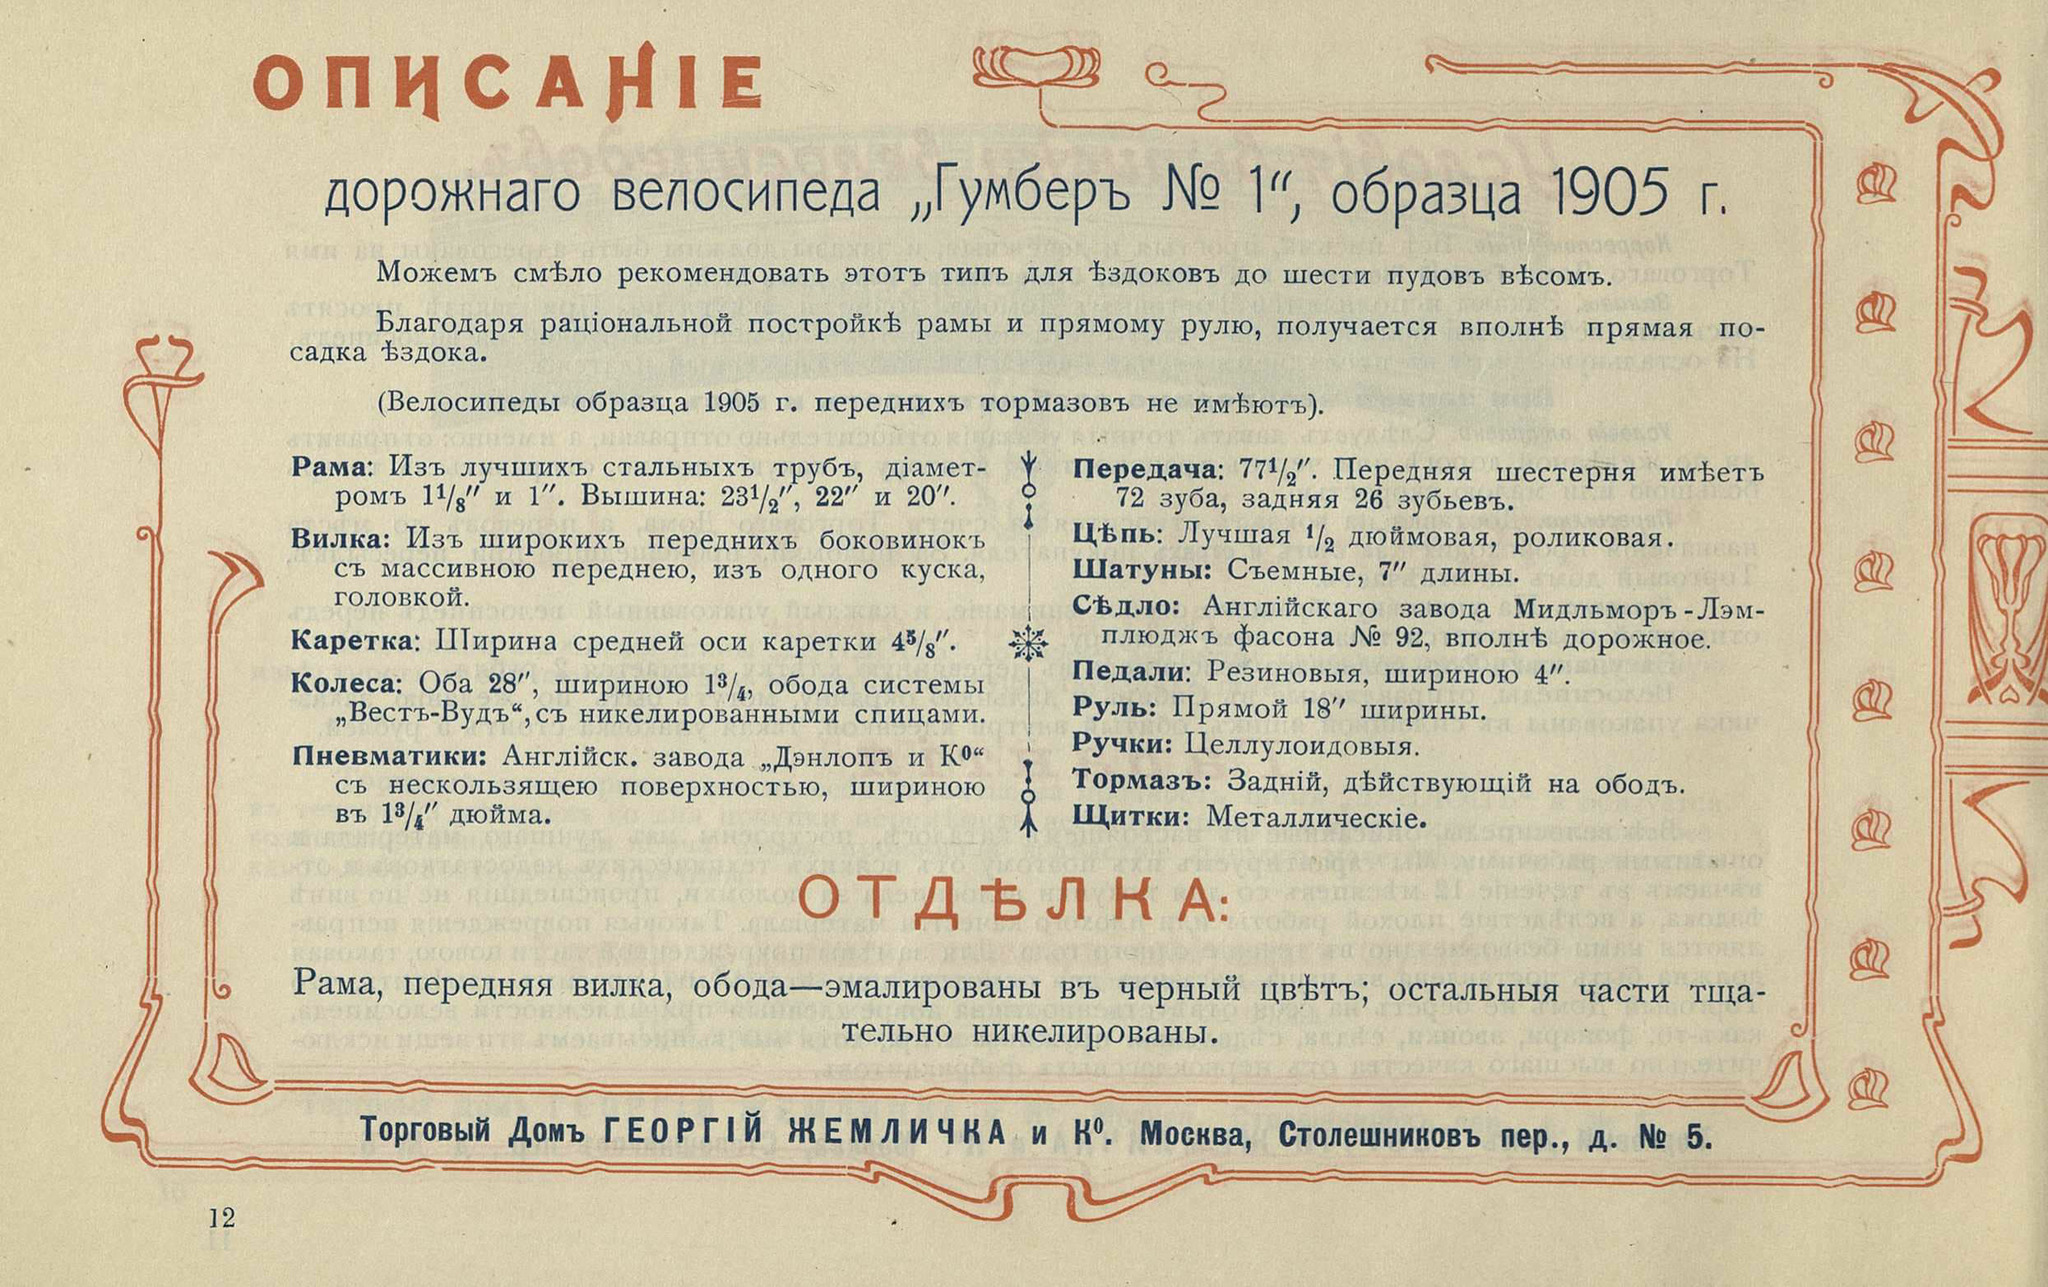 ОПИСАНІЕ
дорожнаго велосипеда „Гумберъ № 1“, образца 1905 г.
Можемъ смѣло рекомендовать этотъ типъ для ѣздоковъ до шести пудовъ вѣсомъ.
Благодаря раціональной постройкѣ рамы и прямому рулю, получается вполнѣ прямая по-
садка ѣздока.
(Велосипеды образца 1905 г. переднихъ тормазовъ не имѣютъ).
Рама: Изъ лучшихъ стальныхъ трубъ, діамет-
ромъ 1¹/₈″ и 1″. Вышина: 23¹/₂″, 22″ и 20″.
Вилка: Изъ широкихъ переднихъ боковинокъ
съ массивною переднею, изъ одного куска,
головкой.
Каретка: Ширина средней оси каретки 4⁵/₈″.
Колеса: Оба 28″, шириною 1³/₄, обода системы
„Вестъ-Вудъ“, съ никелированными спицами.
Пневматики: Англійск. завода „Дэнлопъ и Кº“
съ нескользящею поверхностью, шириною
въ 1³/₄″ дюйма.
Передача: 77¹/₂″. Передняя шестерня имѣетъ
72 зуба, задняя 26 зубьевъ.
Цѣпь: Лучшая ¹/₂ дюймовая, роликовая.
Шатуны: Съемные, 7″ длины.
Сѣдло: Англійскаго завода Мидльморъ-Лэм-
плюджъ фасона № 92, вполнѣ дорожное.
Педали: Резиновыя, шириною 4″.
Руль: Прямой 18″ ширины.
Ручки: Целлулоидовыя.
Тормазъ: Задній, дѣйствующій на ободъ.
Щитки: Металлическіе.
ОТДѢЛКА:
Рама, передняя вилка, обода—эмалированы въ черный цвѣтъ; остальныя части тща-
тельно никелированы.
Торговый Домъ ГЕОРГІЙ ЖЕМЛИЧКА и Кº. Москва, Столешниковъ пер., д. № 5.
12